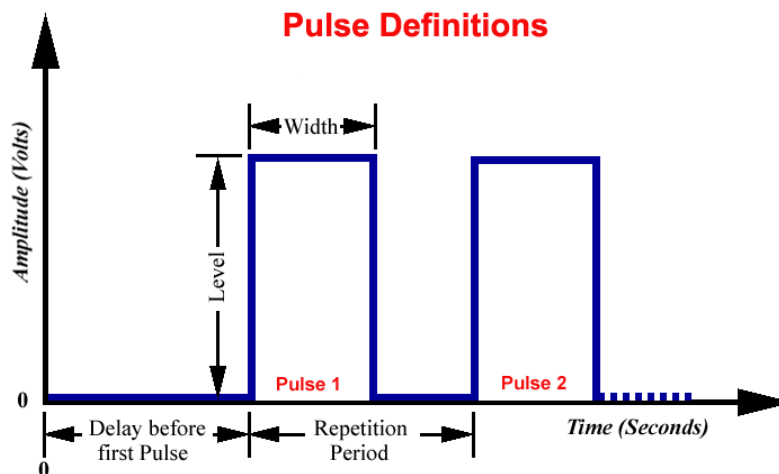 Pulse Definitions
Width
Amplitude (Volts)
Level
Pulse 1
Pulse 2
0
Delay before
first Pulse
Repetition
Period
Time (Seconds)
0